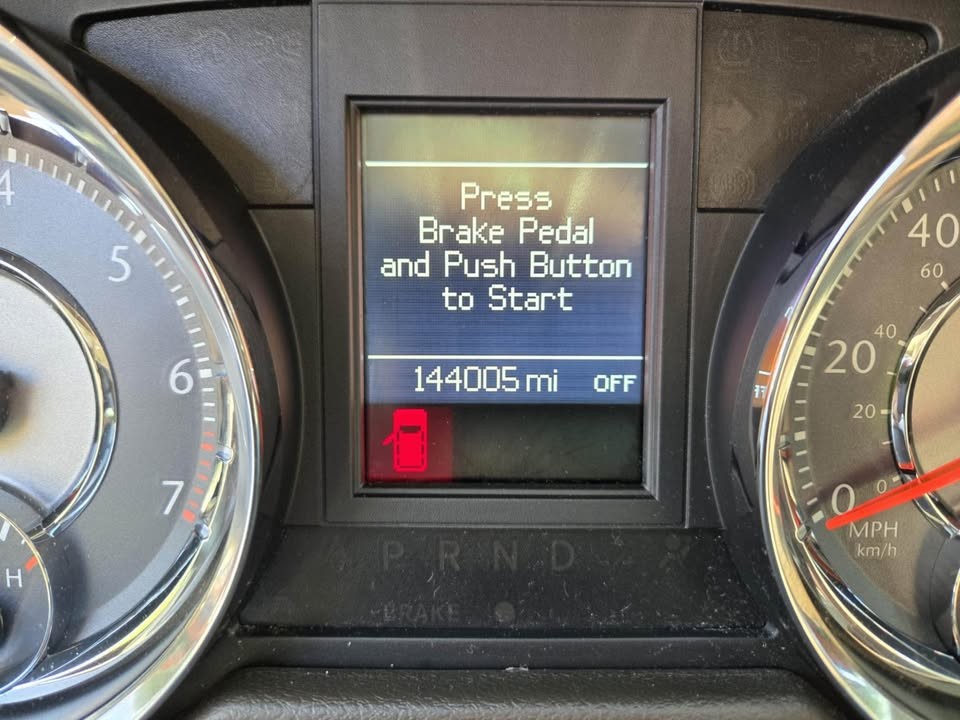 Press
Brake Pedal
and Push Button
to Start
144005 mi OFF
4
5
6
7
H
40
60
40
20
20
0
0
MPH
km/h
P R N D
BRAKE